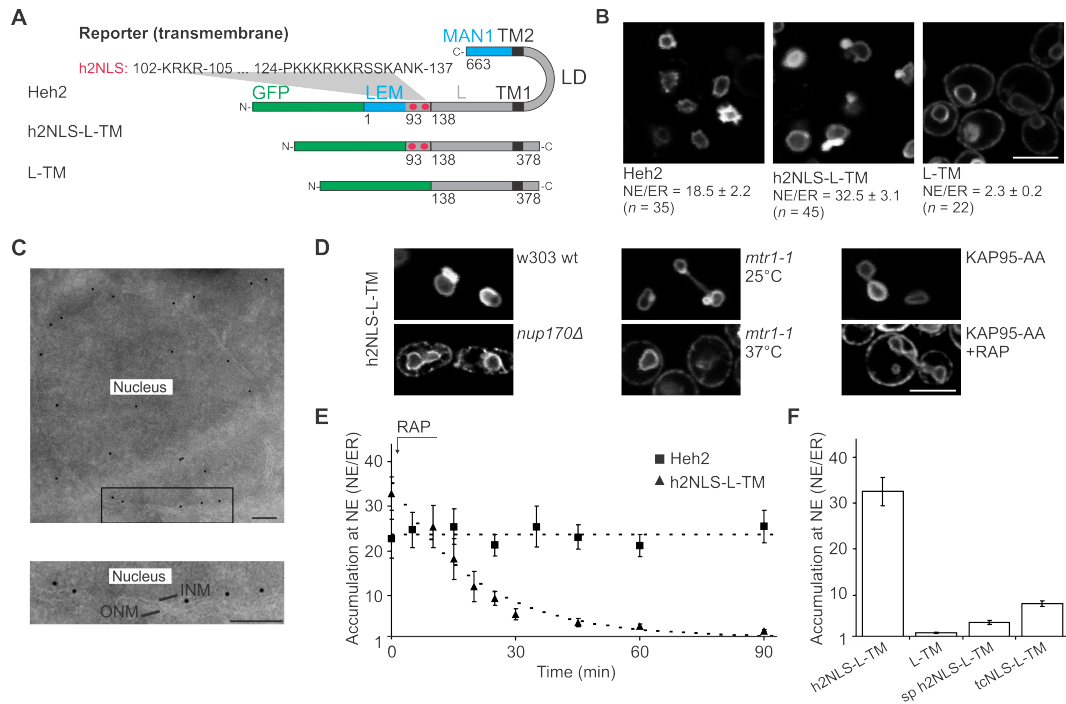 A
Reporter (transmembrane)
h2NLS: 102-KRKR-105 ... 124-PKKKRKKRSSKANK-137
MAN1 TM2
C-
663
LD
Heh2
GFP LEM L TM1
N-
1 93 138
h2NLS-L-TM
N- -C
93 138 378
L-TM
N- -C
138 378
B
Heh2
NE/ER = 18.5 ± 2.2
(n = 35)
h2NLS-L-TM
NE/ER = 32.5 ± 3.1
(n = 45)
L-TM
NE/ER = 2.3 ± 0.2
(n = 22)
C
Nucleus
Nucleus
INM
ONM
D
h2NLS-L-TM
w303 wt
nup170Δ
mtr1-1
25°C
mtr1-1
37°C
KAP95-AA
KAP95-AA
+RAP
E
RAP
Heh2
h2NLS-L-TM
Accumulation at NE (NE/ER)
40
30
20
10
1
0 30 60 90
Time (min)
F
Accumulation at NE (NE/ER)
40
30
20
10
1
h2NLS-L-TM
L-TM
sp h2NLS-L-TM
tcNLS-L-TM